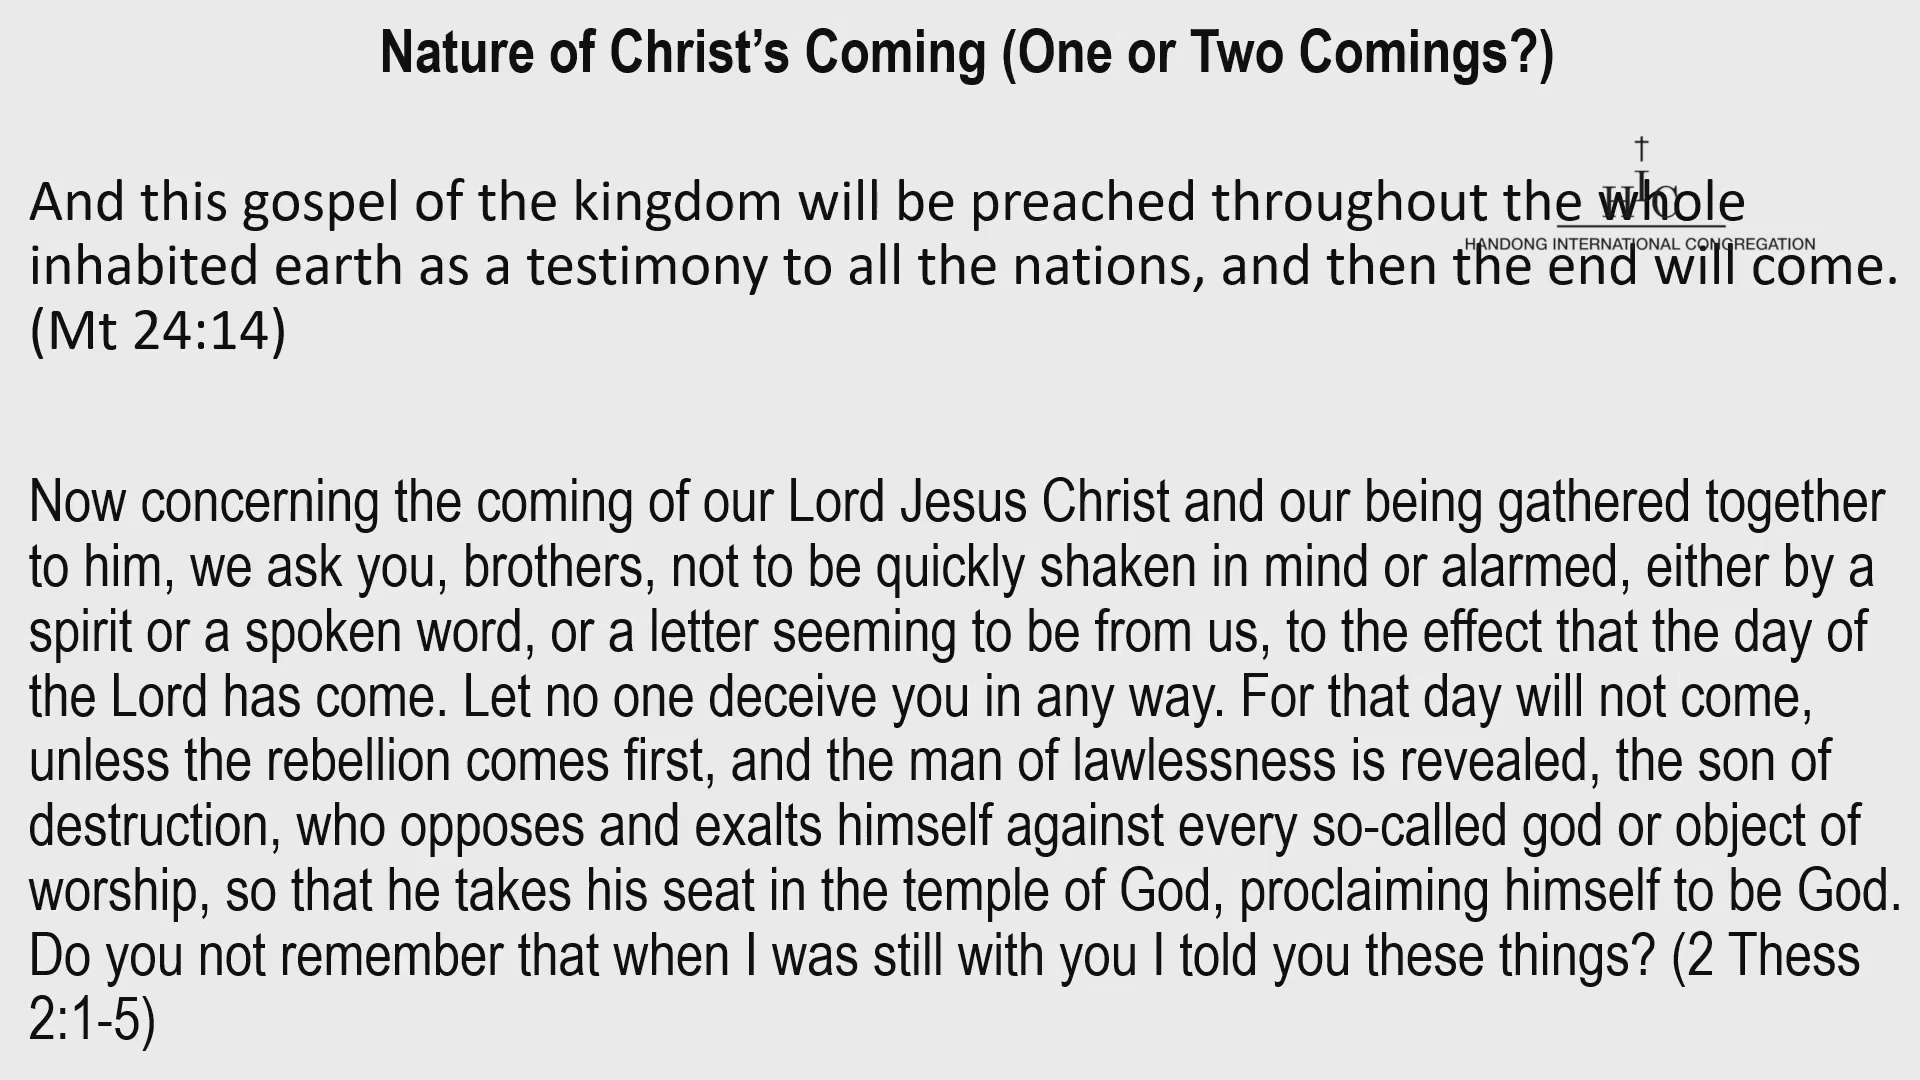 Nature of Christ’s Coming (One or Two Comings?)
And this gospel of the kingdom will be preached throughout the whole
inhabited earth as a testimony to all the nations, and then the end will come.
(Mt 24:14)
HIC
HANDONG INTERNATIONAL CONGREGATION
Now concerning the coming of our Lord Jesus Christ and our being gathered together
to him, we ask you, brothers, not to be quickly shaken in mind or alarmed, either by a
spirit or a spoken word, or a letter seeming to be from us, to the effect that the day of
the Lord has come. Let no one deceive you in any way. For that day will not come,
unless the rebellion comes first, and the man of lawlessness is revealed, the son of
destruction, who opposes and exalts himself against every so-called god or object of
worship, so that he takes his seat in the temple of God, proclaiming himself to be God.
Do you not remember that when I was still with you I told you these things? (2 Thess
2:1-5)